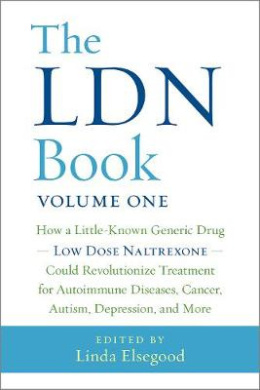 The
LDN
Book
VOLUME ONE
How a Little-Known Generic Drug
— LOW DOSE NALTREXONE —
Could Revolutionize Treatment
for Autoimmune Diseases, Cancer,
Autism, Depression, and More
EDITED BY
Linda Elsegood